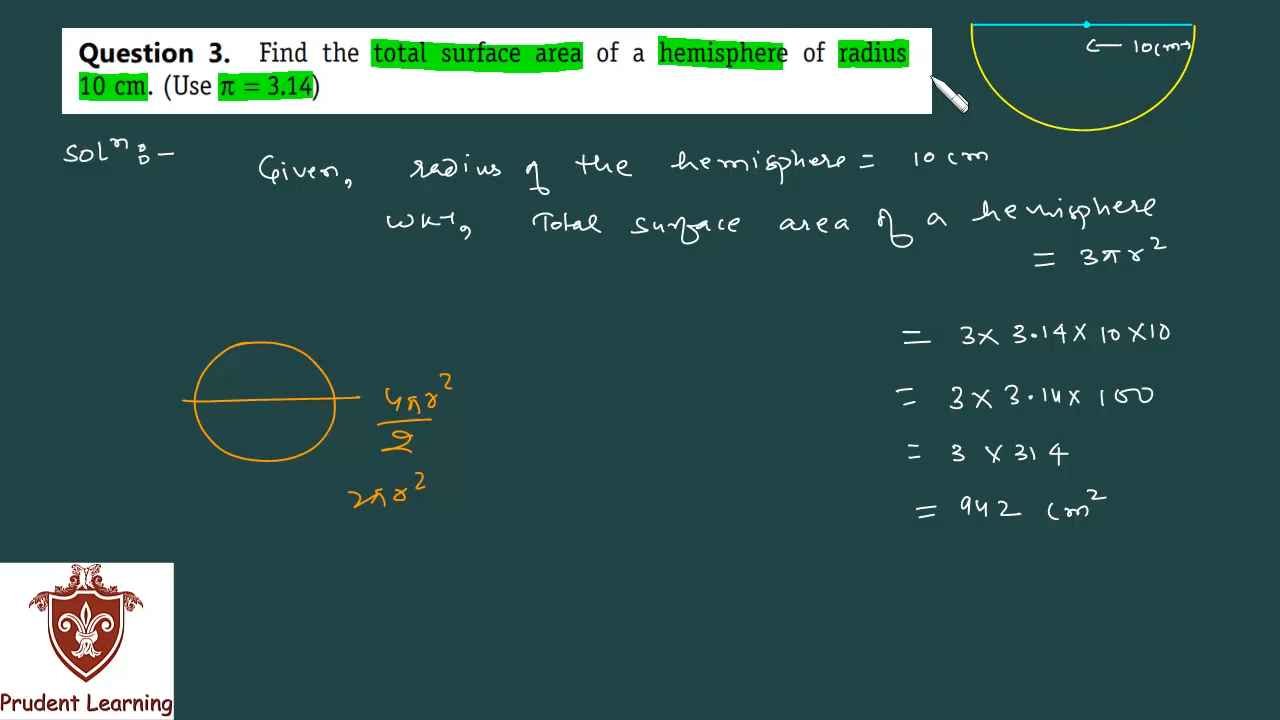 Question 3. Find the total surface area of a hemisphere of radius
10 cm. (Use π = 3.14)
← 10cm→
Solⁿ :-
Given, radius of the hemisphere = 10 cm
WKT, Total surface area of a hemisphere
= 3πr²
= 3 × 3.14 × 10 × 10
= 3 × 3.14 × 100
= 3 × 314
= 942 cm²
4πr²
2
2πr²
Prudent Learning